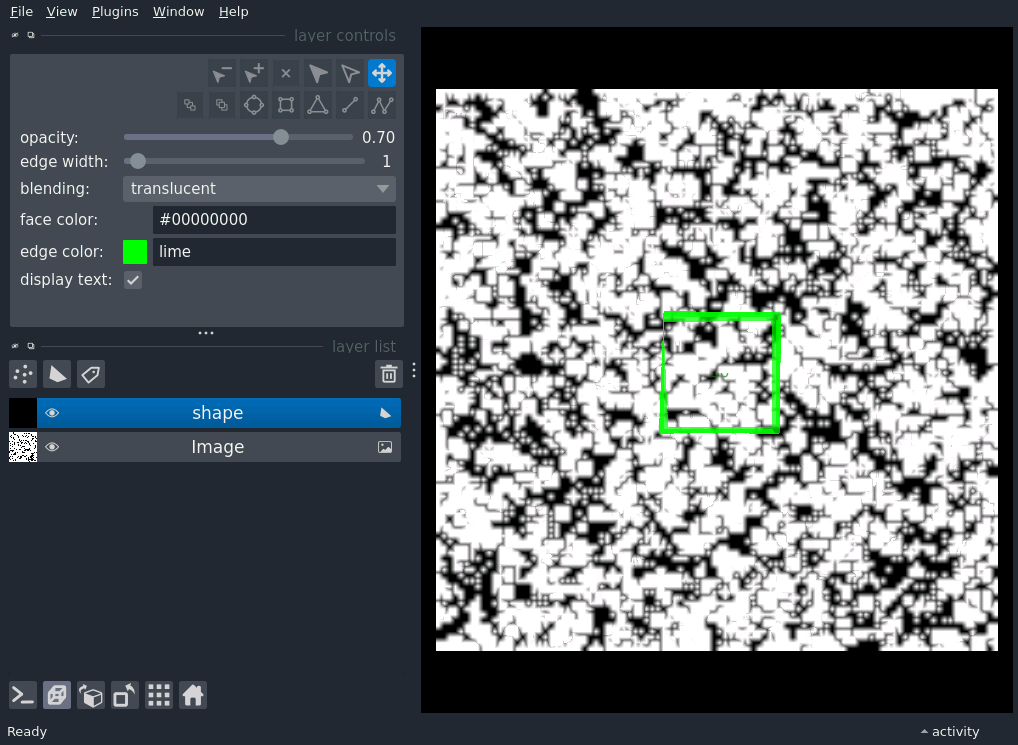 File View Plugins Window Help
layer controls
opacity: 0.70
edge width: 1
blending: translucent
face color: #00000000
edge color: lime
display text:
layer list
shape
Image
Ready
activity